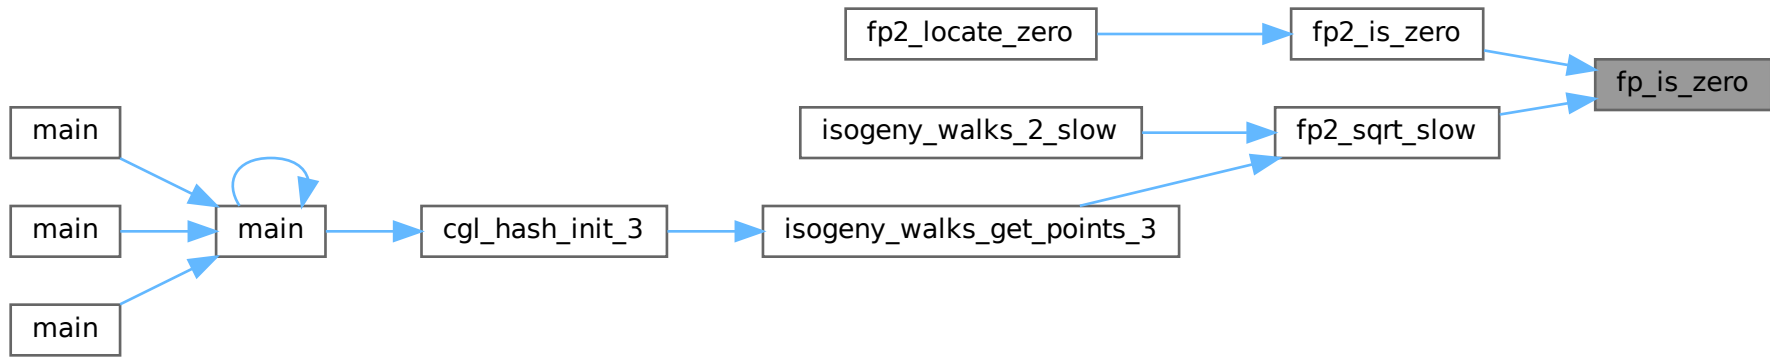 fp2_locate_zero
fp2_is_zero
fp_is_zero
main
isogeny_walks_2_slow
fp2_sqrt_slow
main
main
cgl_hash_init_3
isogeny_walks_get_points_3
main